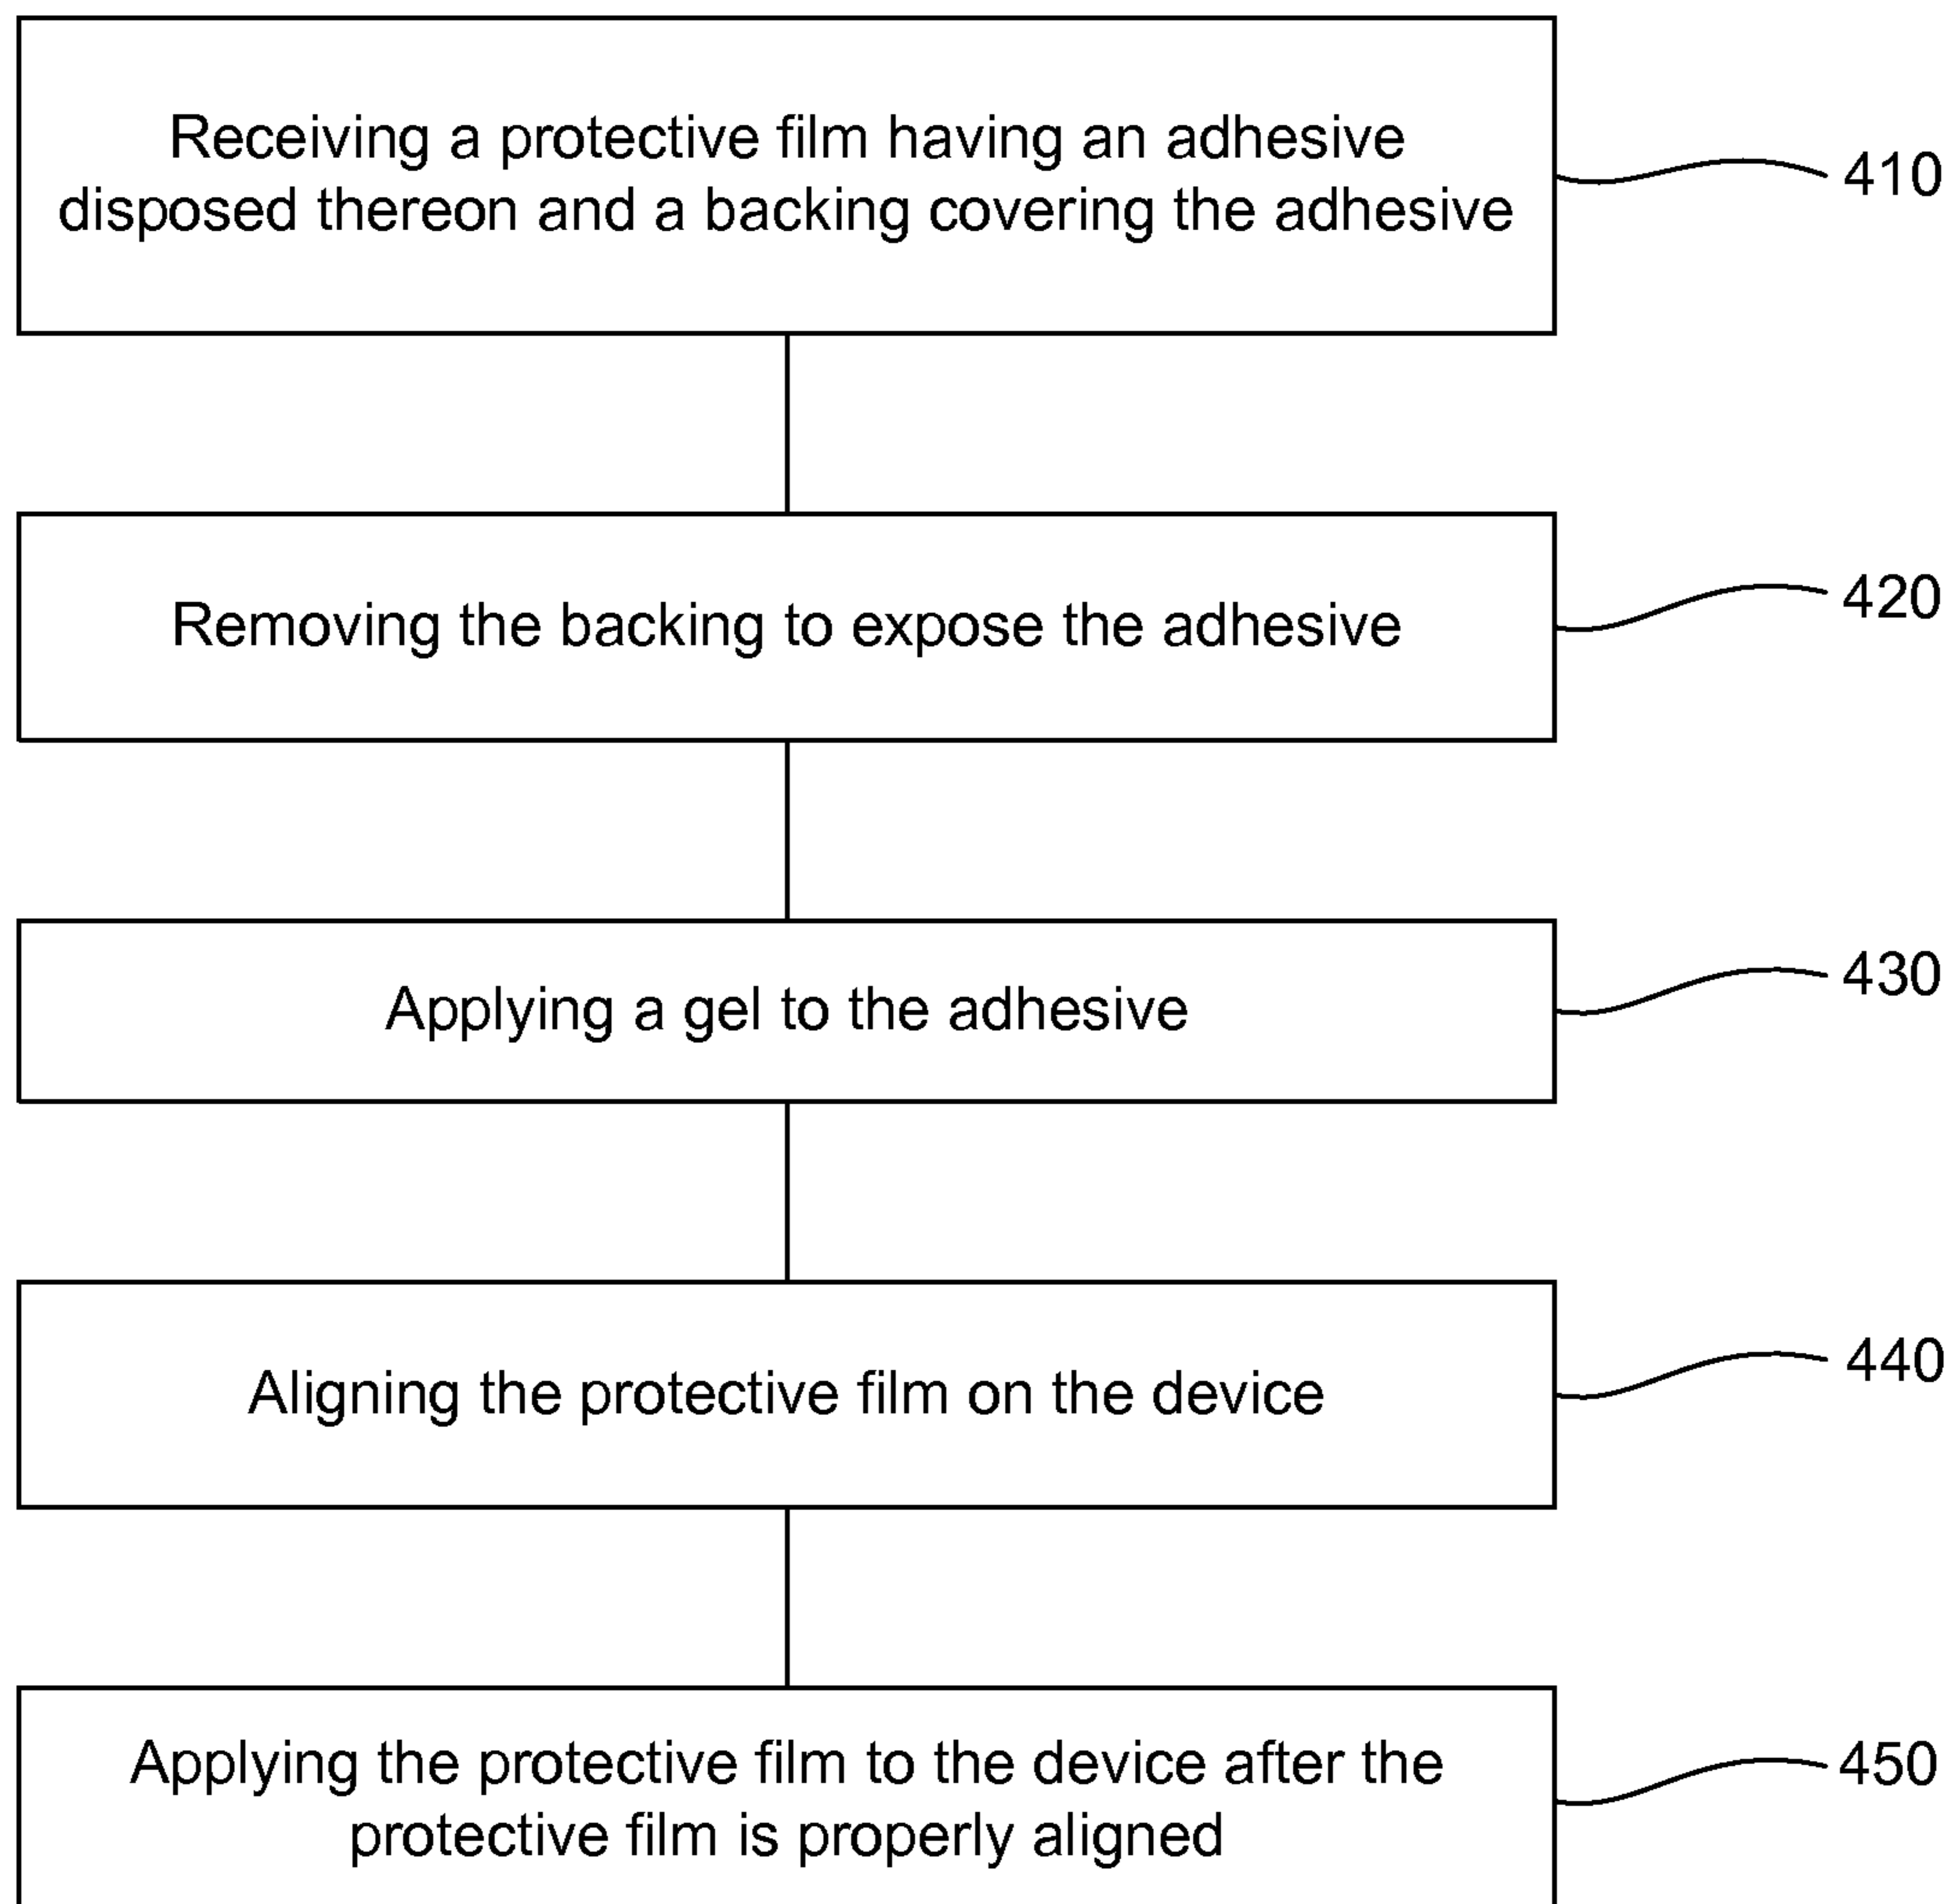 Receiving a protective film having an adhesive
disposed thereon and a backing covering the adhesive
410
Removing the backing to expose the adhesive
420
Applying a gel to the adhesive
430
Aligning the protective film on the device
440
Applying the protective film to the device after the
protective film is properly aligned
450